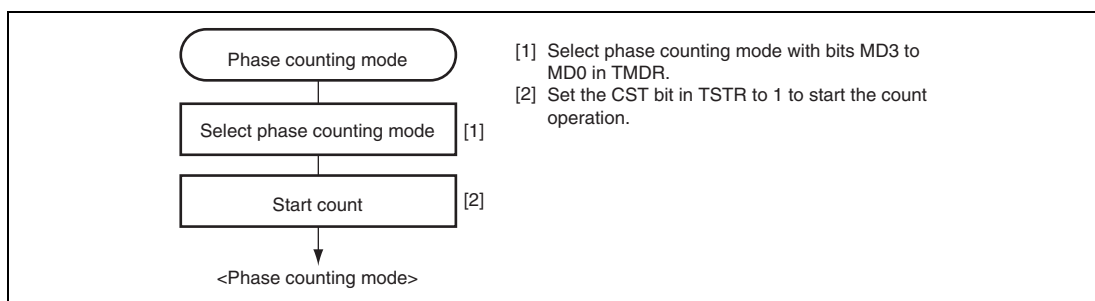 Phase counting mode
Select phase counting mode [1]
Start count [2]
<Phase counting mode>
[1] Select phase counting mode with bits MD3 to
MD0 in TMDR.
[2] Set the CST bit in TSTR to 1 to start the count
operation.